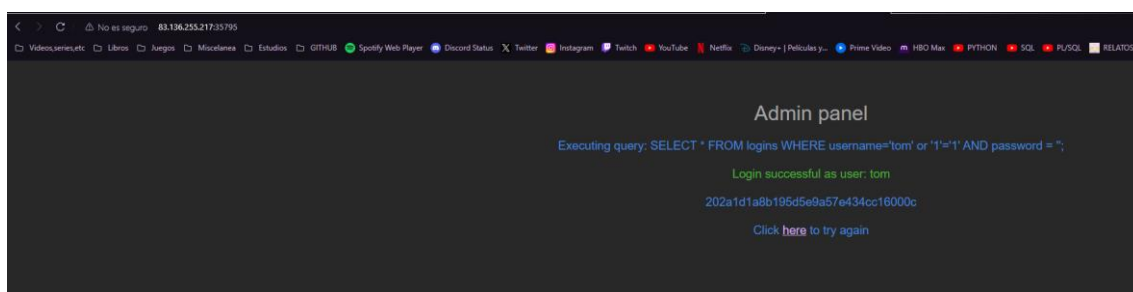 No es seguro 83.136.255.217:35795
Videos,series,etc Libros Juegos Miscelanea Estudios GITHUB Spotify Web Player Discord Status Twitter Instagram Twitch YouTube Netflix Disney+ | Películas y... Prime Video HBO Max PYTHON SQL PL/SQL RELATOS
Admin panel
Executing query: SELECT * FROM logins WHERE username='tom' or '1'='1' AND password = '';
Login successful as user: tom
202a1d1a8b195d5e9a57e434cc16000c
Click here to try again